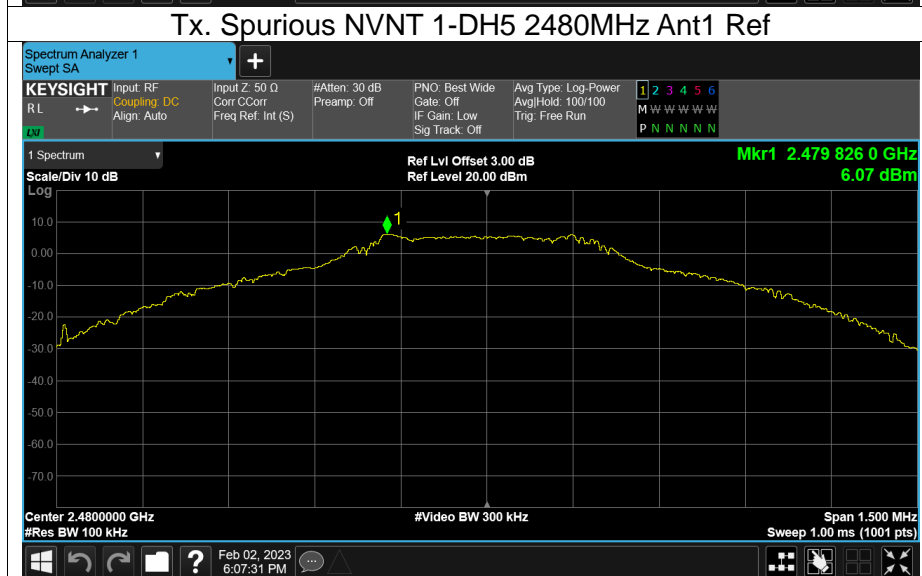 Tx. Spurious NVNT 1-DH5 2480MHz Ant1 Ref
Spectrum Analyzer 1
Swept SA
+
KEYSIGHT Input: RF Input Z: 50 Ω #Atten: 30 dB PNO: Best Wide Avg Type: Log-Power 1 2 3 4 5 6
RL Coupling: DC Corr CCorr Preamp: Off Gate: Off Avg|Hold: 100/100 M W W W W W
Align: Auto Freq Ref: Int (S) IF Gain: Low Trig: Free Run
LXI Sig Track: Off P N N N N N
1 Spectrum Ref Lvl Offset 3.00 dB Mkr1 2.479 826 0 GHz
Scale/Div 10 dB Ref Level 20.00 dBm 6.07 dBm
Log
1
10.0
0.00
-10.0
-20.0
-30.0
-40.0
-50.0
-60.0
-70.0
Center 2.4800000 GHz #Video BW 300 kHz Span 1.500 MHz
#Res BW 100 kHz Sweep 1.00 ms (1001 pts)
? Feb 02, 2023
6:07:31 PM